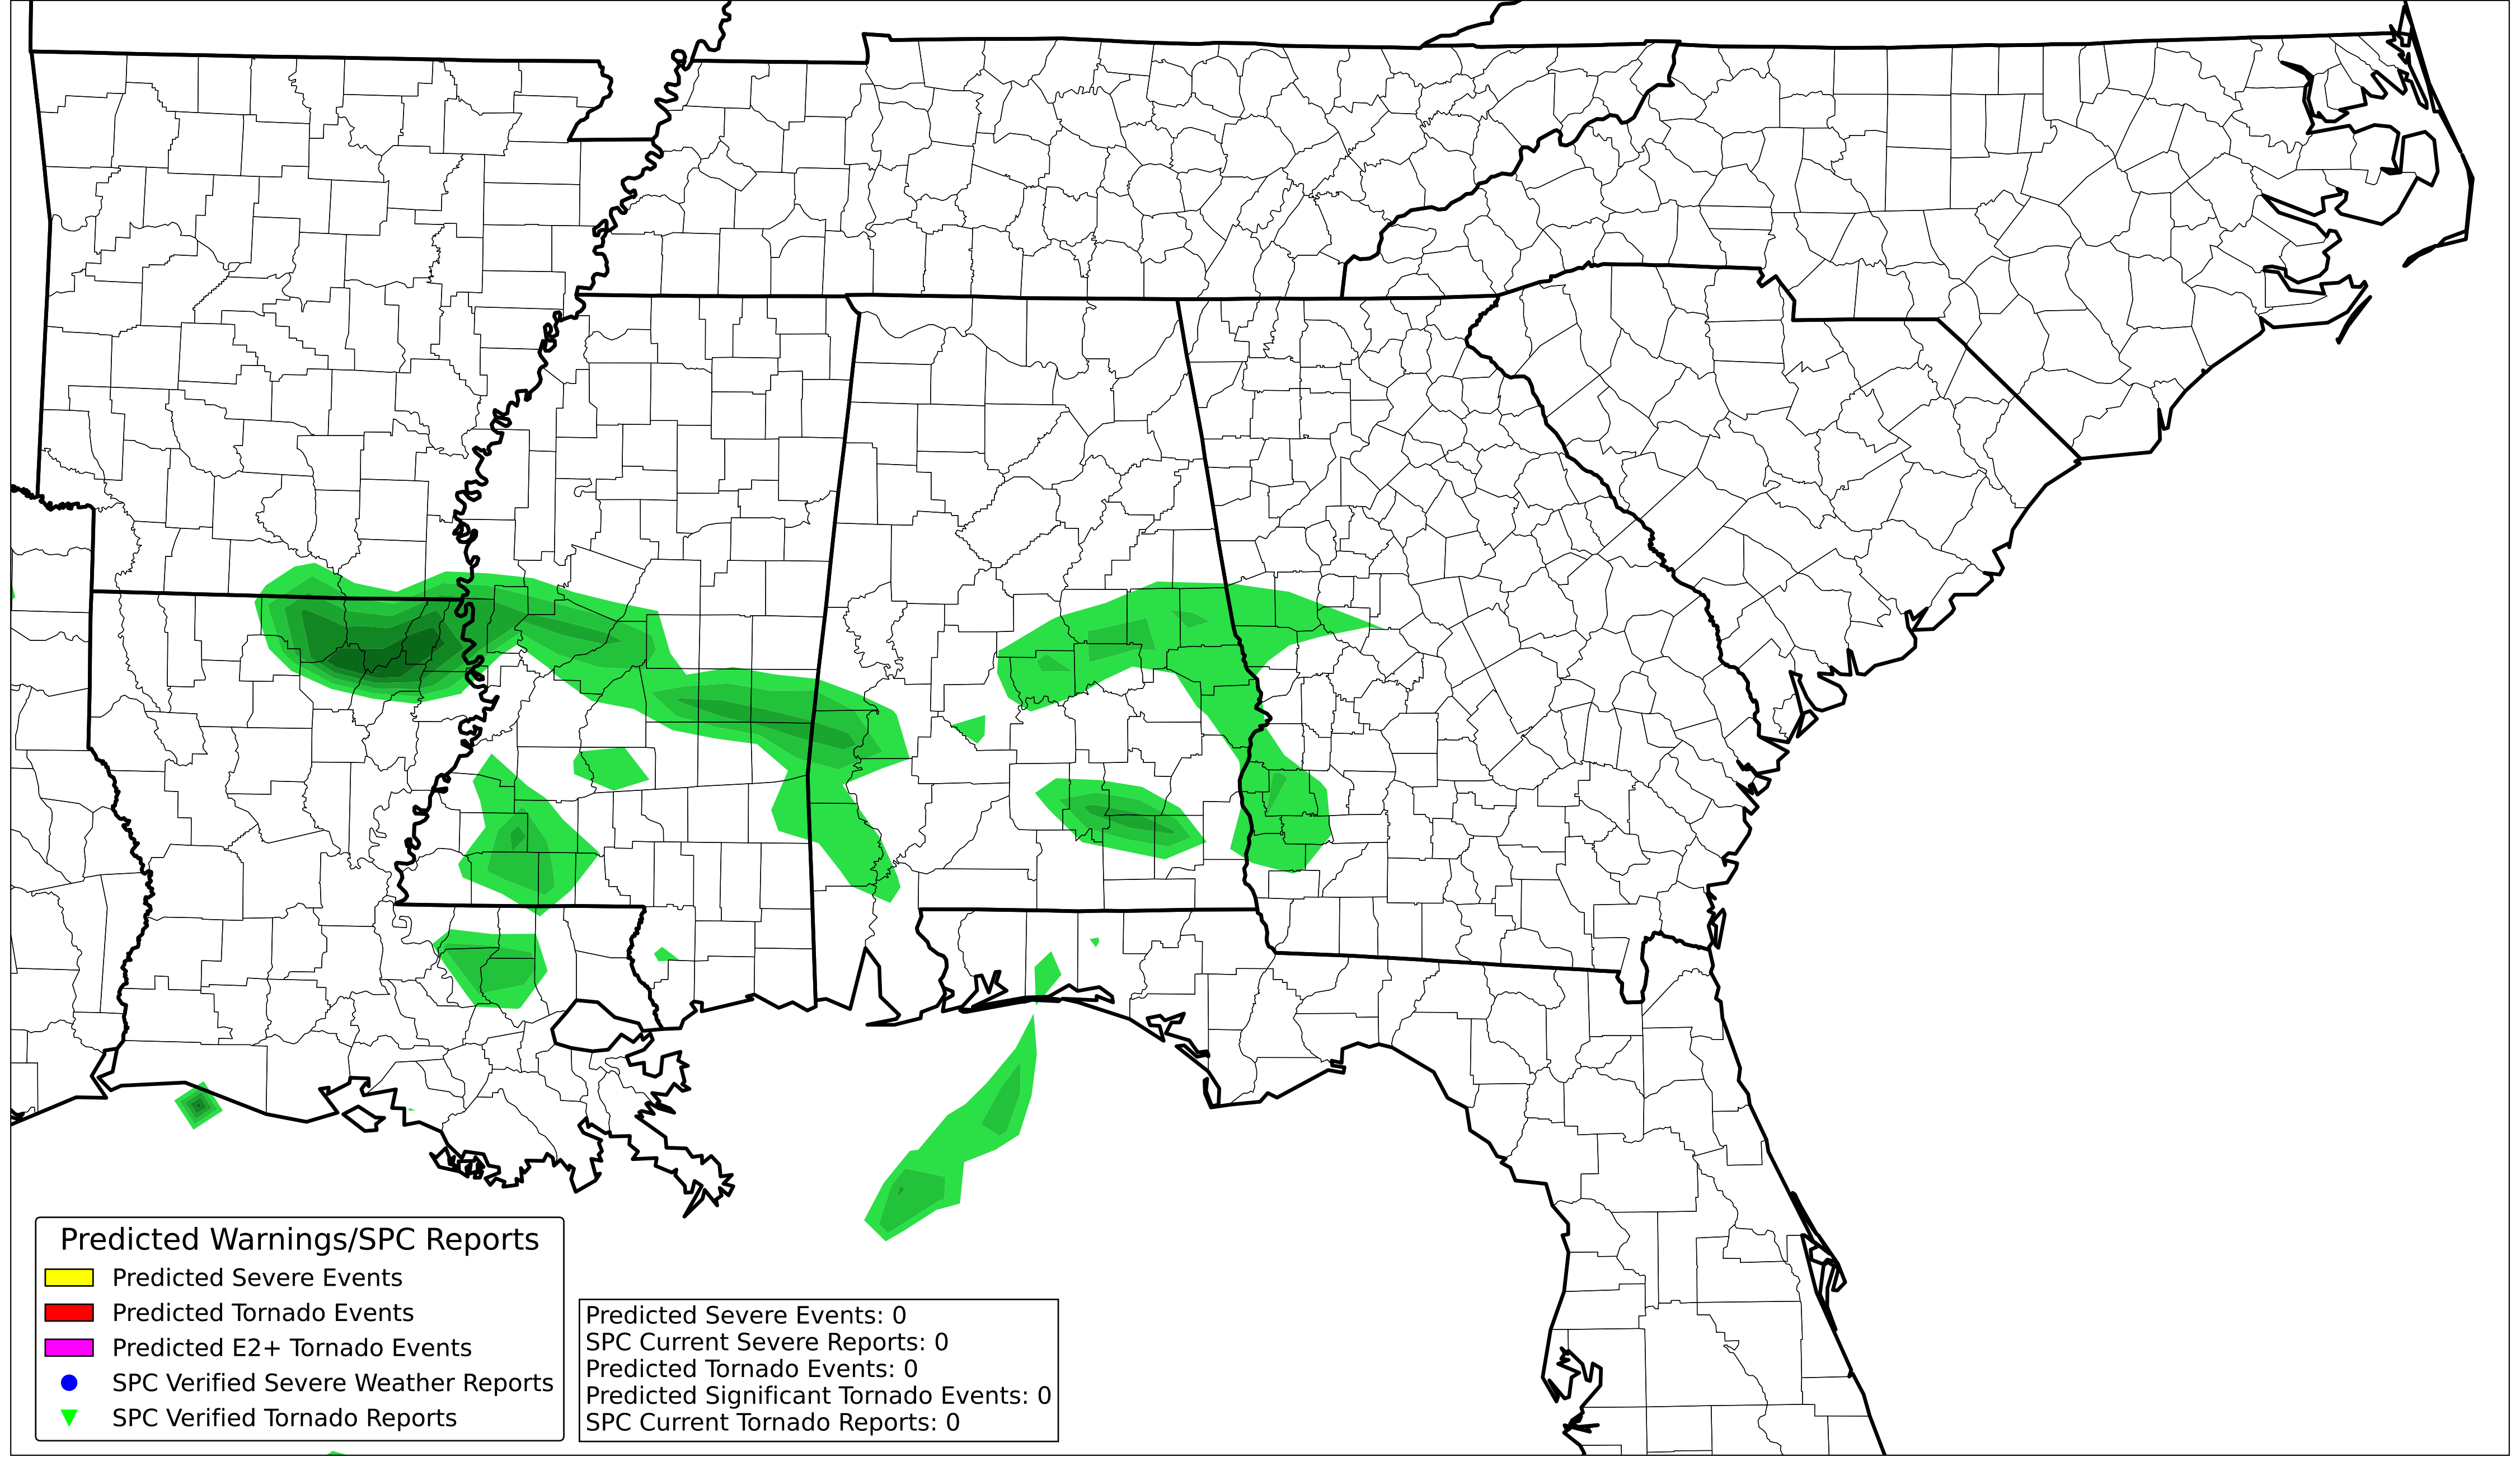 Predicted Warnings/SPC Reports
Predicted Severe Events
Predicted Tornado Events
Predicted E2+ Tornado Events
SPC Verified Severe Weather Reports
SPC Verified Tornado Reports
Predicted Severe Events: 0
SPC Current Severe Reports: 0
Predicted Tornado Events: 0
Predicted Significant Tornado Events: 0
SPC Current Tornado Reports: 0